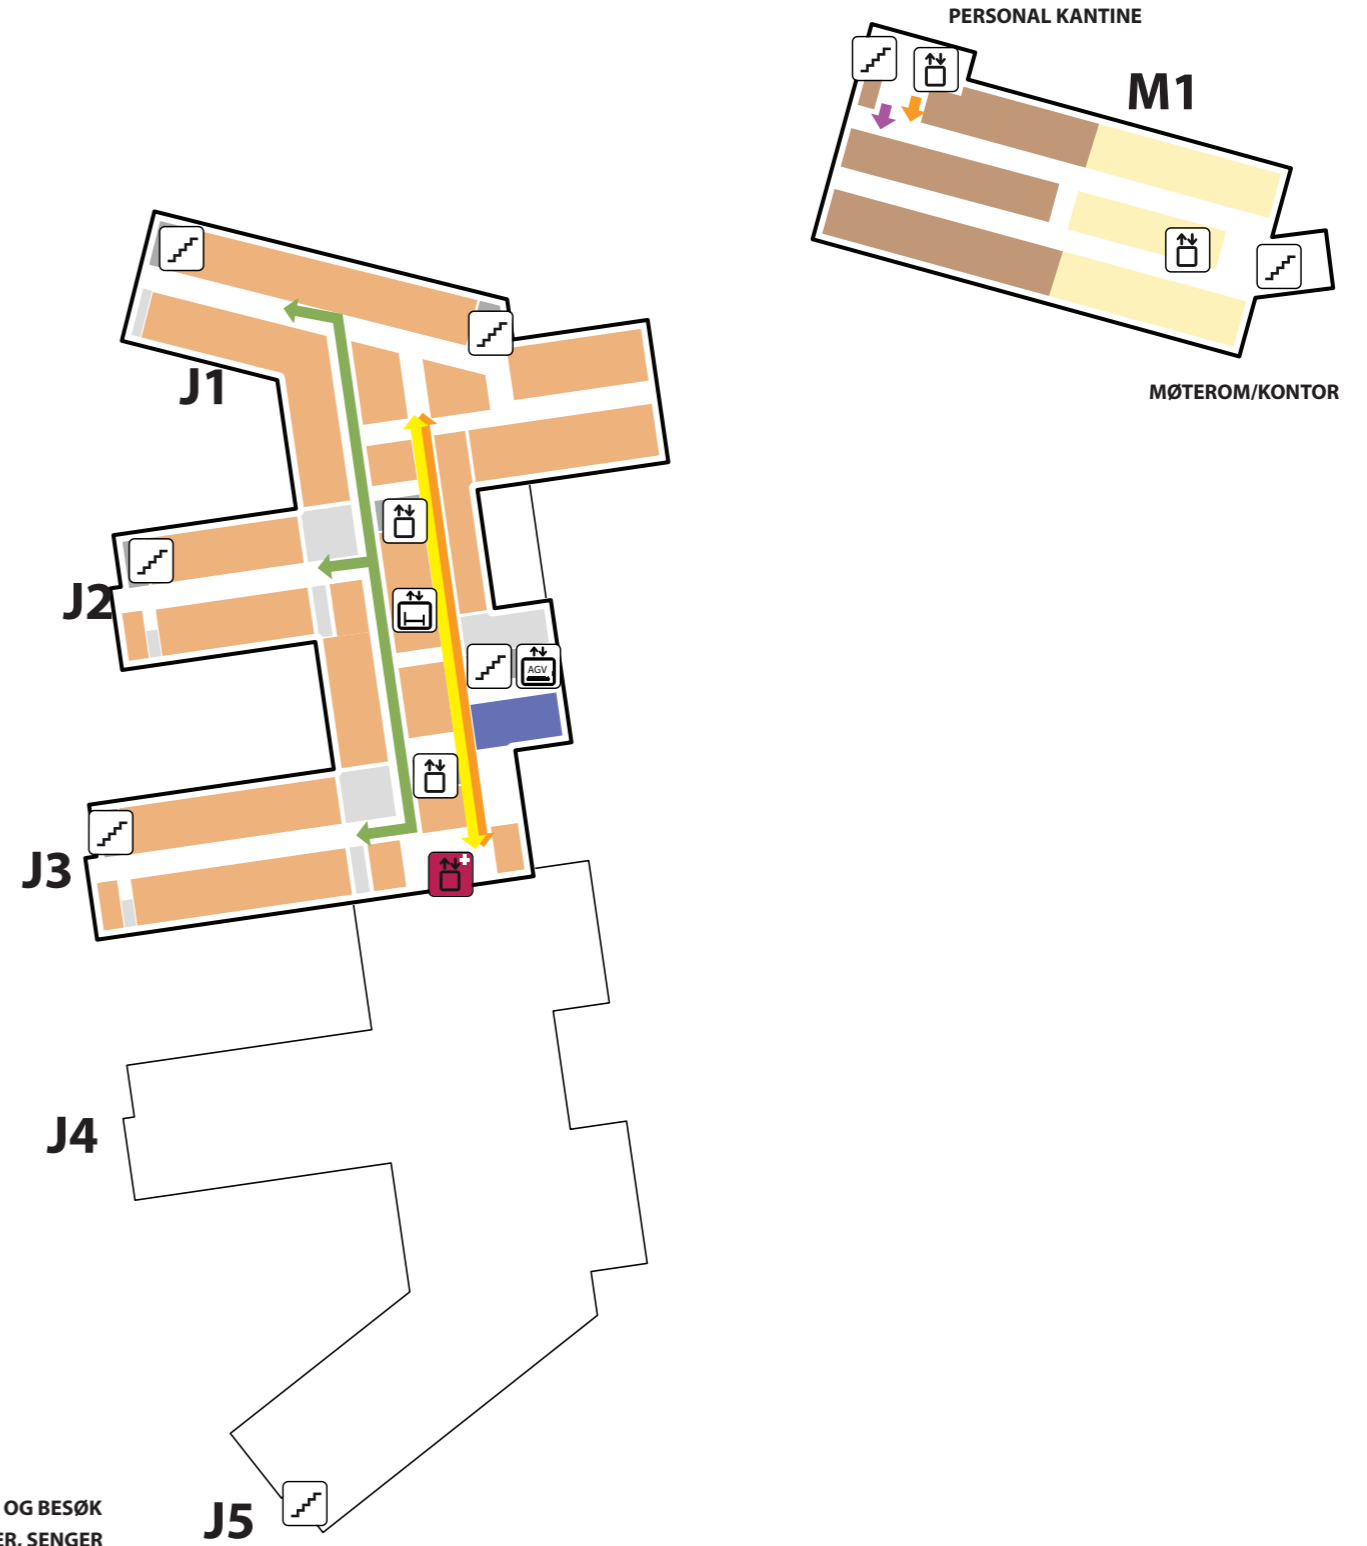 PERSONAL KANTINE
M1
MØTEROM/KONTOR
J1
J2
AGV
J3
J4
J5
OG BESØK
ER, SENGER